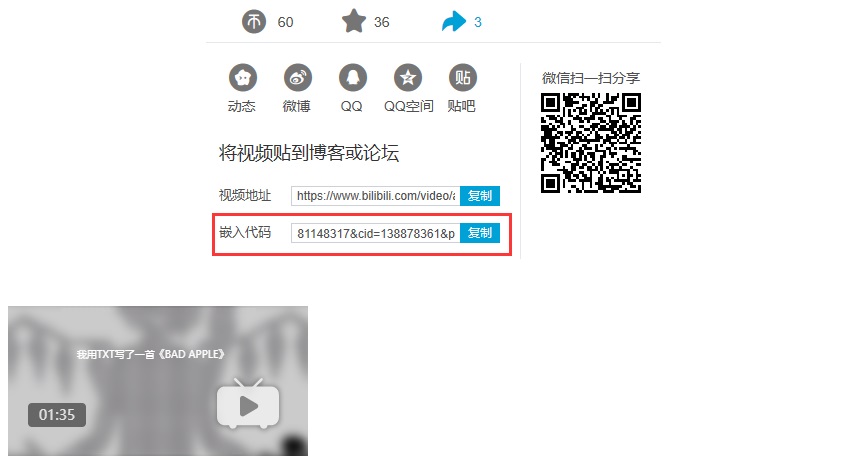 60 36 3
微信扫一扫分享
动态 微博 QQ QQ空间 贴吧
将视频贴到博客或论坛
视频地址 https://www.bilibili.com/video/a 复制
嵌入代码 81148317&cid=138878361&p 复制
我用TXT写了一首《BAD APPLE》
01:35